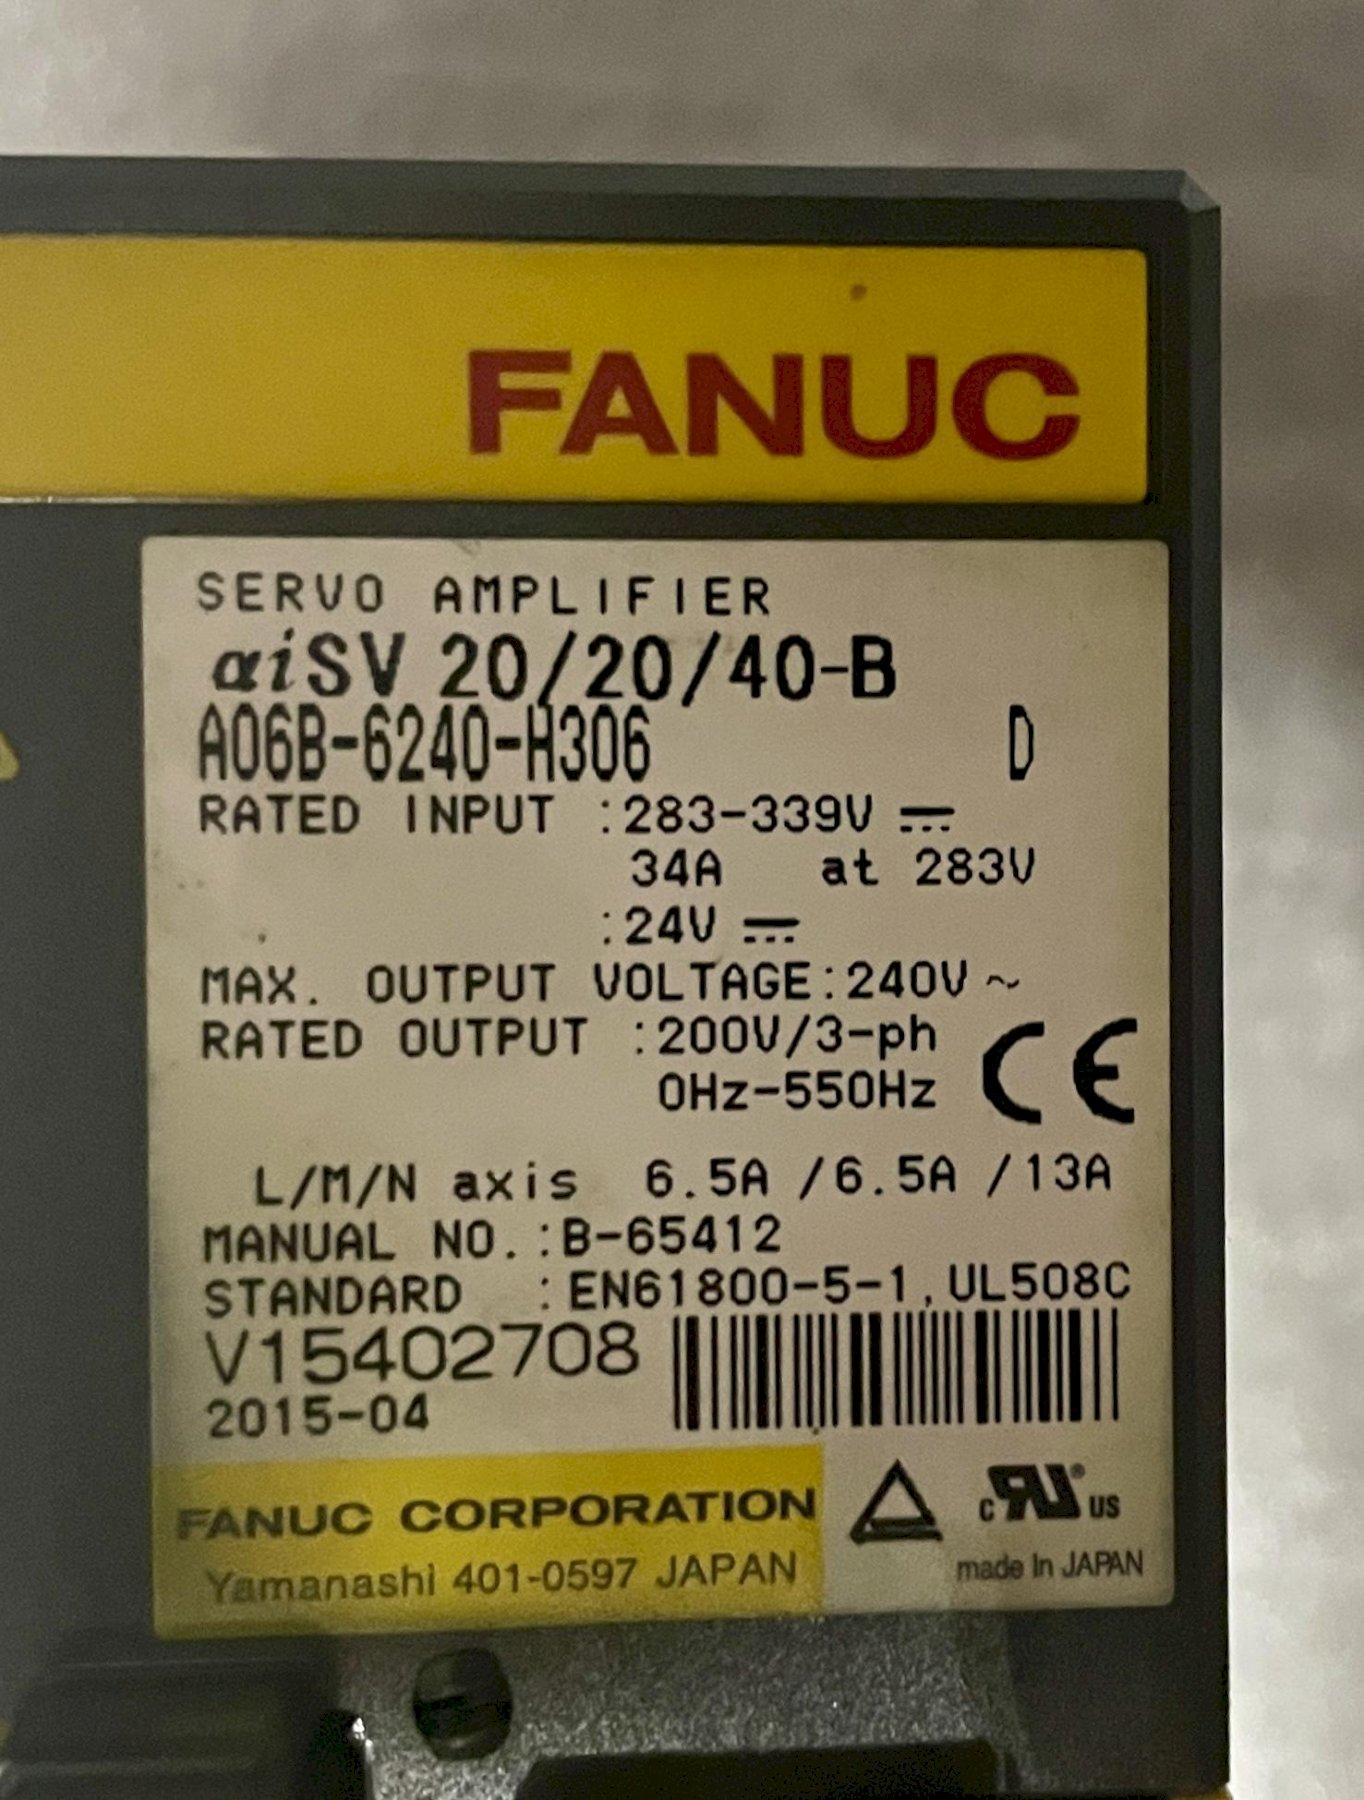 FANUC
SERVO AMPLIFIER
αiSV 20/20/40-B
A06B-6240-H306 D
RATED INPUT :283-339V ⎓
34A at 283V
:24V ⎓
MAX. OUTPUT VOLTAGE:240V ~
RATED OUTPUT :200V/3-ph
0Hz-550Hz CE
L/M/N axis 6.5A /6.5A /13A
MANUAL NO.:B-65412
STANDARD :EN61800-5-1, UL508C
V15402708
2015-04
FANUC CORPORATION
Yamanashi 401-0597 JAPAN
c RU ® US
made In JAPAN